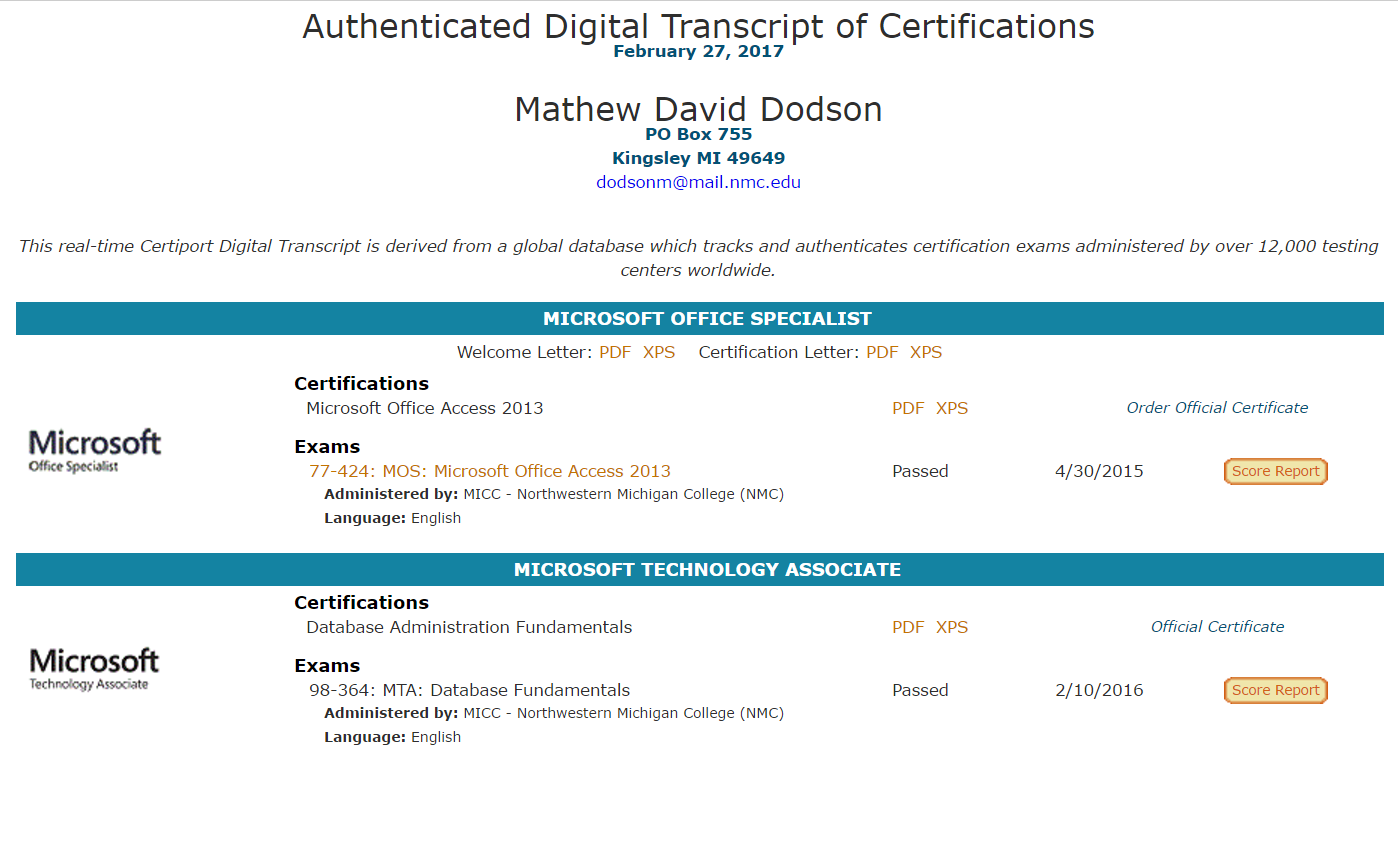 Authenticated Digital Transcript of Certifications
February 27, 2017
Mathew David Dodson
PO Box 755
Kingsley MI 49649
dodsonm@mail.nmc.edu
This real-time Certiport Digital Transcript is derived from a global database which tracks and authenticates certification exams administered by over 12,000 testing
centers worldwide.
MICROSOFT OFFICE SPECIALIST
Welcome Letter: PDF XPS Certification Letter: PDF XPS
Microsoft
Office Specialist
Certifications
Microsoft Office Access 2013 PDF XPS Order Official Certificate
Exams
77-424: MOS: Microsoft Office Access 2013 Passed 4/30/2015 Score Report
Administered by: MICC - Northwestern Michigan College (NMC)
Language: English
MICROSOFT TECHNOLOGY ASSOCIATE
Microsoft
Technology Associate
Certifications
Database Administration Fundamentals PDF XPS Official Certificate
Exams
98-364: MTA: Database Fundamentals Passed 2/10/2016 Score Report
Administered by: MICC - Northwestern Michigan College (NMC)
Language: English